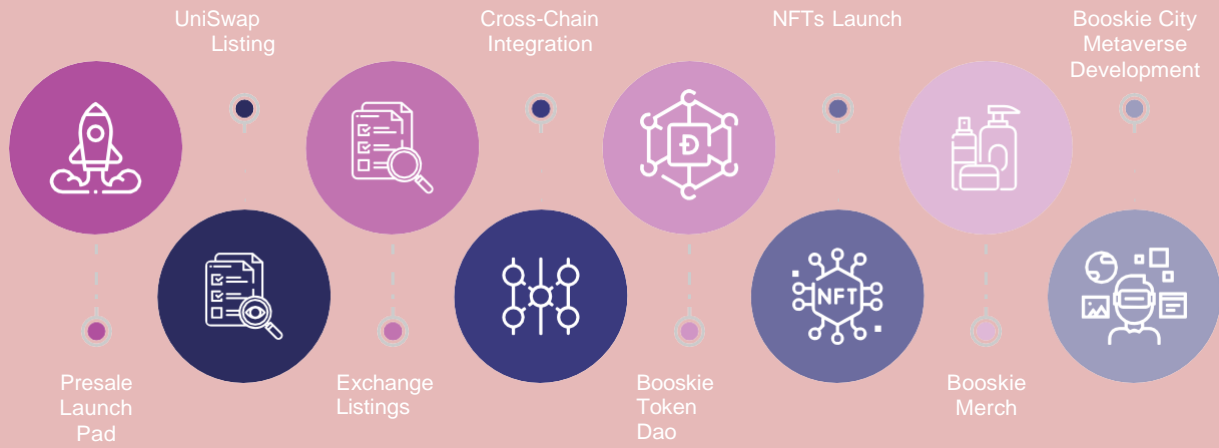 UniSwap
Listing
Cross-Chain
Integration
NFTs Launch
Booskie City
Metaverse
Development
Ð
NFT
Presale
Launch
Pad
Exchange
Listings
Booskie
Token
Dao
Booskie
Merch